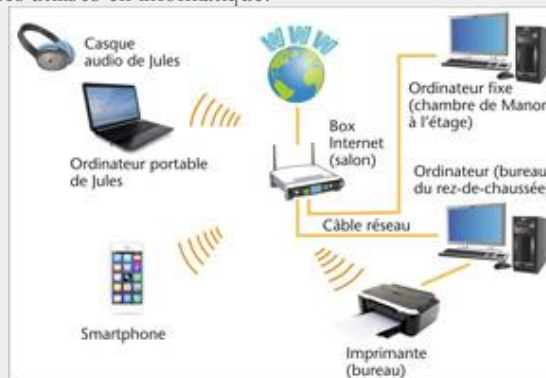 Casque
audio de Jules
WWW
Ordinateur portable
de Jules
Box
Internet
(salon)
Ordinateur fixe
(chambre de Manon
à l'étage)
Ordinateur (bureau
du rez-de-chaussée)
Câble réseau
Smartphone
Imprimante
(bureau)